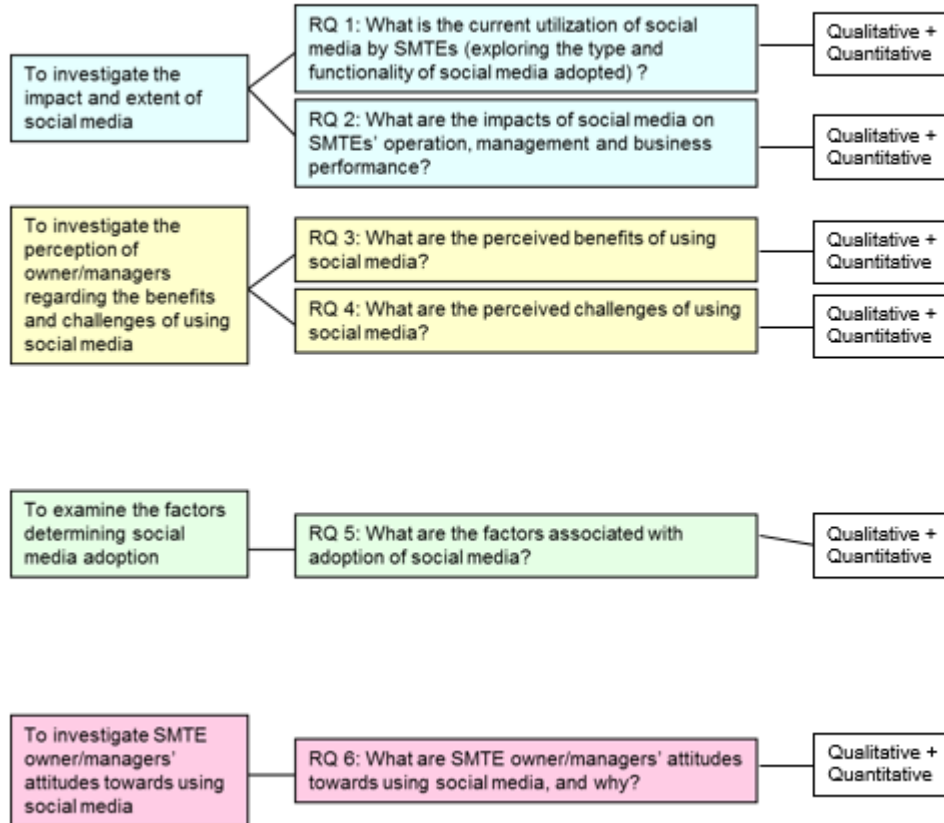 To investigate the
impact and extent of
social media
RQ 1: What is the current utilization of social
media by SMTEs (exploring the type and
functionality of social media adopted) ?
Qualitative +
Quantitative
RQ 2: What are the impacts of social media on
SMTEs' operation, management and business
performance?
Qualitative +
Quantitative
To investigate the
perception of
owner/managers
regarding the benefits
and challenges of using
social media
RQ 3: What are the perceived benefits of using
social media?
Qualitative +
Quantitative
RQ 4: What are the perceived challenges of using
social media?
Qualitative +
Quantitative
To examine the factors
determining social
media adoption
RQ 5: What are the factors associated with
adoption of social media?
Qualitative +
Quantitative
To investigate SMTE
owner/managers'
attitudes towards using
social media
RQ 6: What are SMTE owner/managers' attitudes
towards using social media, and why?
Qualitative +
Quantitative